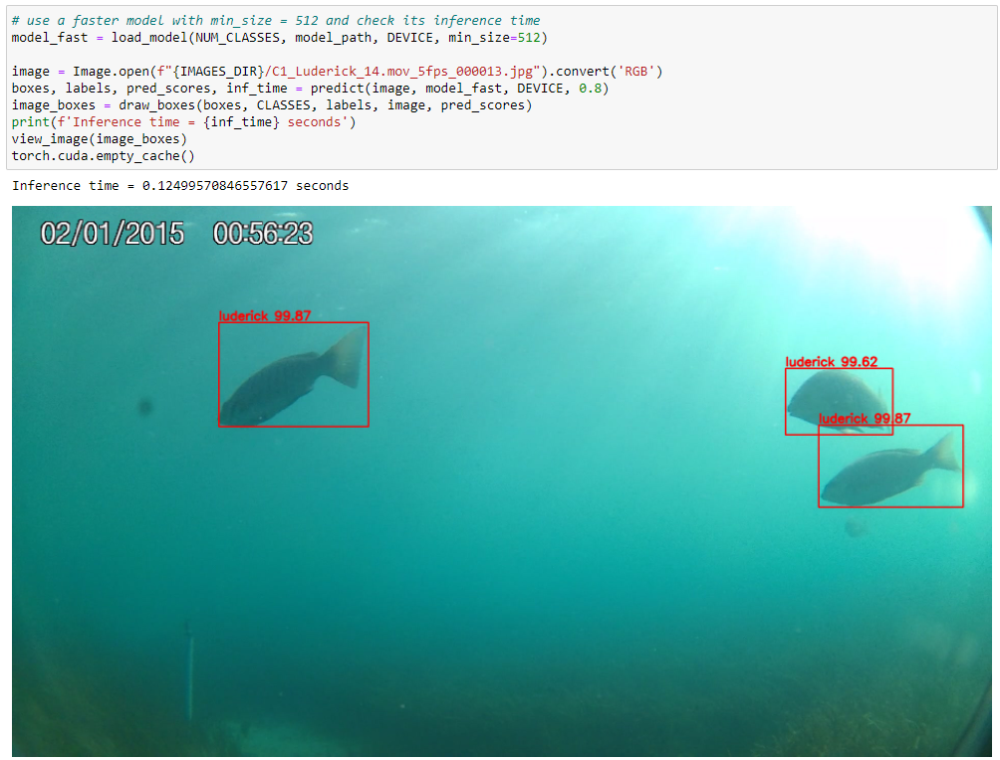 # use a faster model with min_size = 512 and check its inference time
model_fast = load_model(NUM_CLASSES, model_path, DEVICE, min_size=512)
image = Image.open(f"{IMAGES_DIR}/C1_Luderick_14.mov_5fps_000013.jpg").convert('RGB')
boxes, labels, pred_scores, inf_time = predict(image, model_fast, DEVICE, 0.8)
image_boxes = draw_boxes(boxes, CLASSES, labels, image, pred_scores)
print(f'Inference time = {inf_time} seconds')
view_image(image_boxes)
torch.cuda.empty_cache()
Inference time = 0.12499570846557617 seconds
02/01/2015 00:56:23
luderick 99.87
luderick 99.62
luderick 99.87